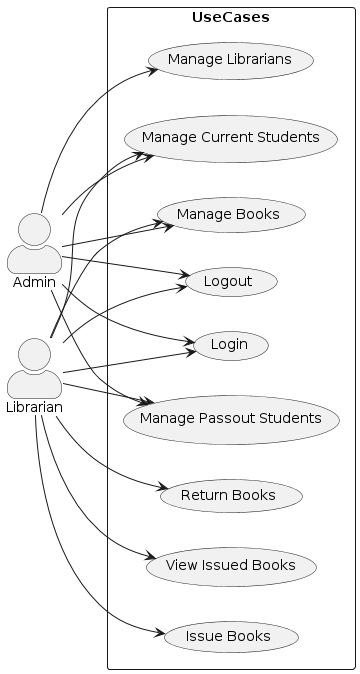 UseCases
Manage Librarians
Manage Current Students
Manage Books
Admin
Logout
Login
Librarian
Manage Passout Students
Return Books
View Issued Books
Issue Books